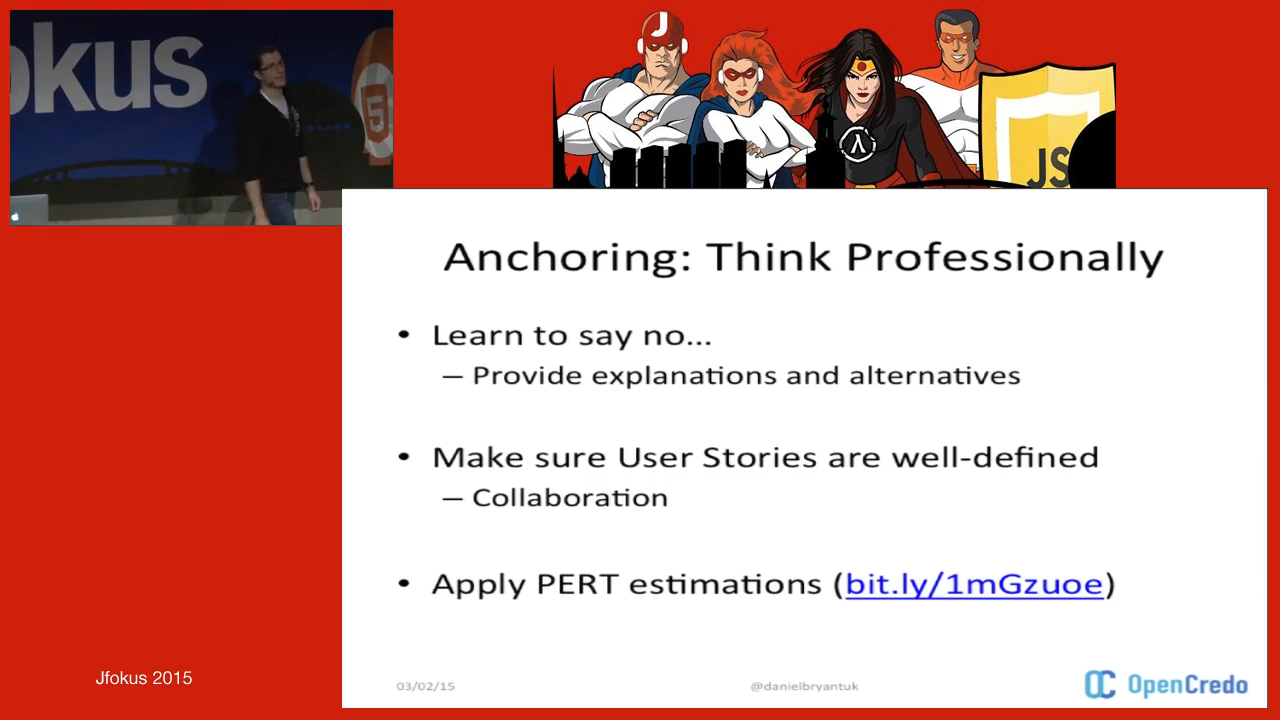 okus
5
J
λ
JS
Anchoring: Think Professionally
• Learn to say no...
– Provide explanations and alternatives
• Make sure User Stories are well-defined
– Collaboration
• Apply PERT estimations (bit.ly/1mGzuoe)
Jfokus 2015
03/02/15
@danielbryantuk
OpenCredo